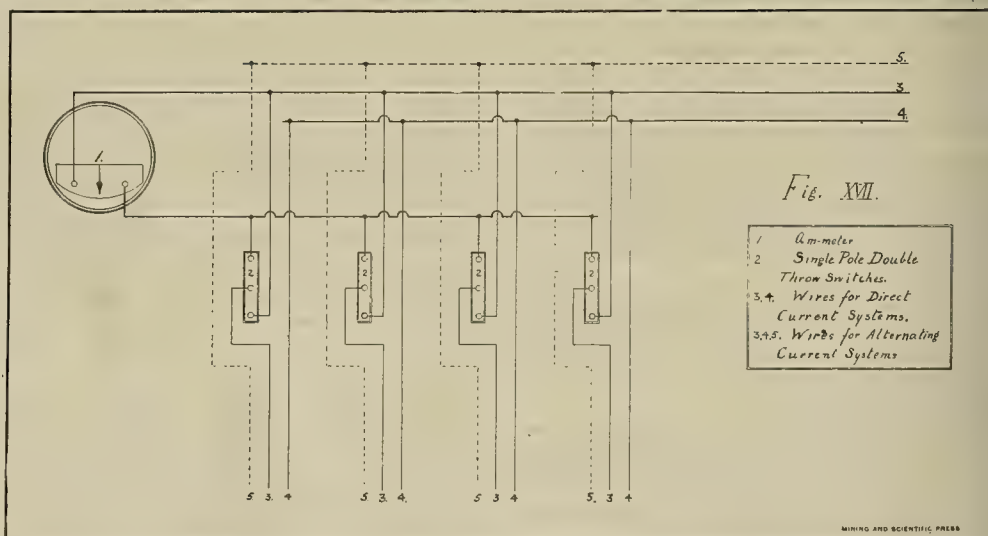 5.
3
4.
1.
Fig. XVII.
1 Am-meter
2 Single Pole Double
Throw Switches.
3,4. Wires for Direct
Current Systems.
3,4,5. Wires for Alternating
Current Systems
2 2 2 2
5 3. 4 5 3. 4. 5 3 4 5. 3 4
MINING AND SCIENTIFIC PRESS